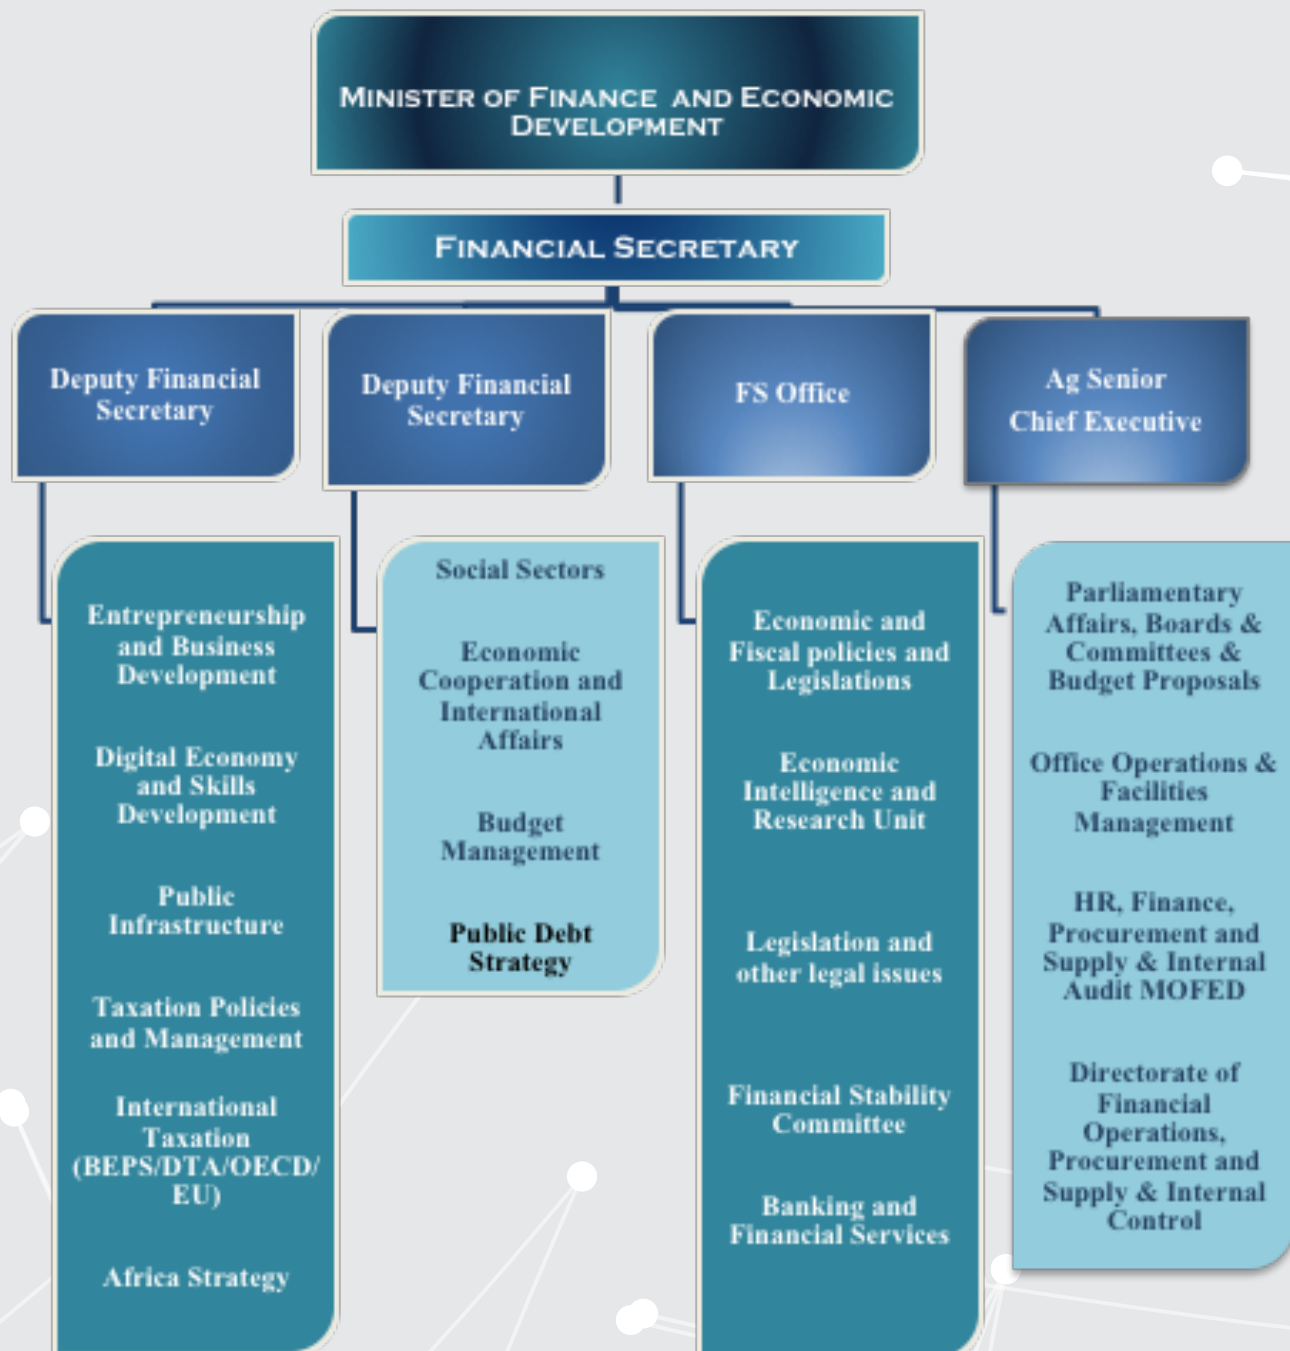 MINISTER OF FINANCE AND ECONOMIC
DEVELOPMENT
FINANCIAL SECRETARY
Deputy Financial
Secretary
Deputy Financial
Secretary
FS Office
Ag Senior
Chief Executive
Entrepreneurship
and Business
Development
Digital Economy
and Skills
Development
Public
Infrastructure
Taxation Policies
and Management
International
Taxation
(BEPS/DTA/OECD/
EU)
Africa Strategy
Social Sectors
Economic
Cooperation and
International
Affairs
Budget
Management
Public Debt
Strategy
Economic and
Fiscal policies and
Legislations
Economic
Intelligence and
Research Unit
Legislation and
other legal issues
Financial Stability
Committee
Banking and
Financial Services
Parliamentary
Affairs, Boards &
Committees &
Budget Proposals
Office Operations &
Facilities
Management
HR, Finance,
Procurement and
Supply & Internal
Audit MOFED
Directorate of
Financial
Operations,
Procurement and
Supply & Internal
Control